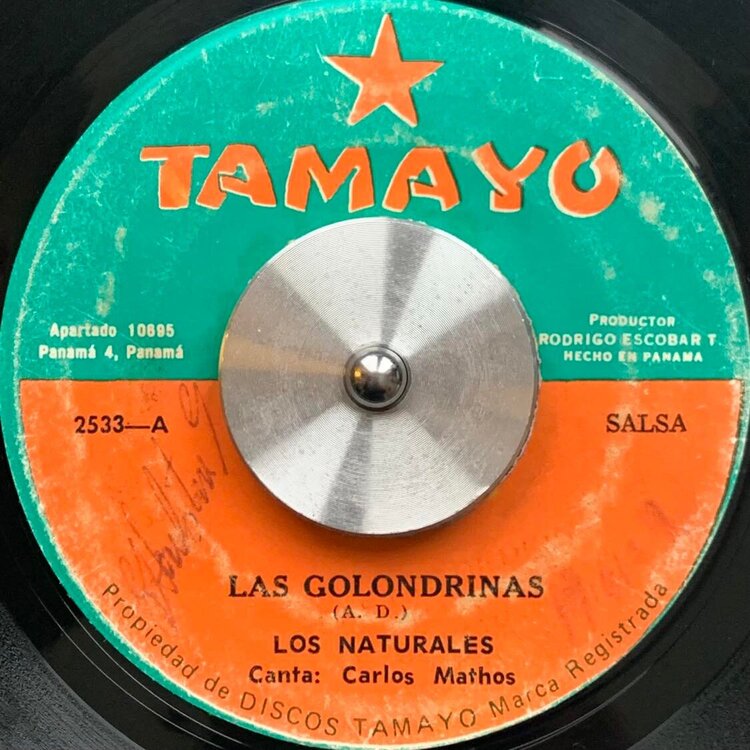 TAMAYO
Apartado 10695
Panamá 4, Panamá
PRODUCTOR
RODRIGO ESCOBAR T.
HECHO EN PANAMA
2533—A
SALSA
LAS GOLONDRINAS
(A. D.)
LOS NATURALES
Canta: Carlos Mathos
Propiedad de DISCOS TAMAYO Marca Registrada